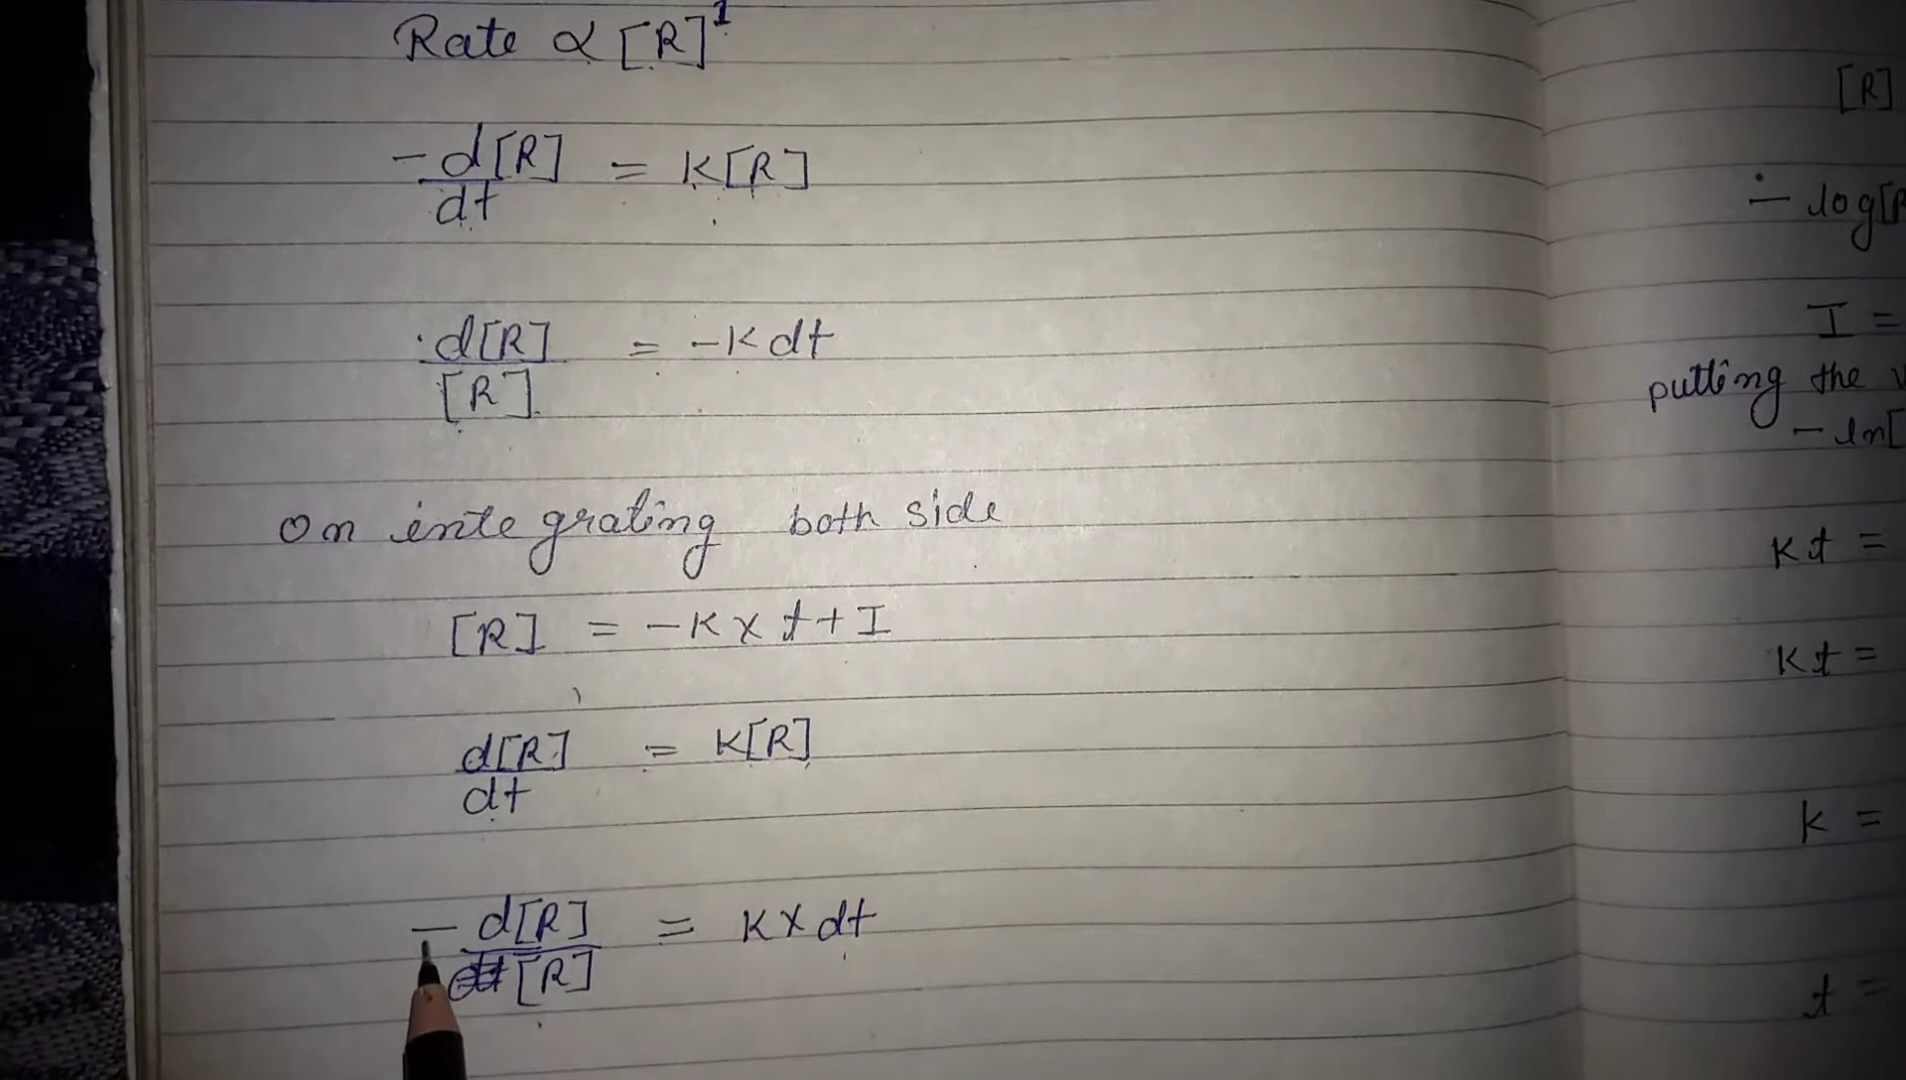 Rate ∝ [R]¹
-d[R]/dt = K[R]
d[R]/[R] = -K dt
on integrating both side
[R] = -K x t + I
d[R]/dt = K[R]
-d[R]/[R] = K x dt
[R]
- log[R
I =
putting the
- ln[
Kt =
Kt =
K =
t =